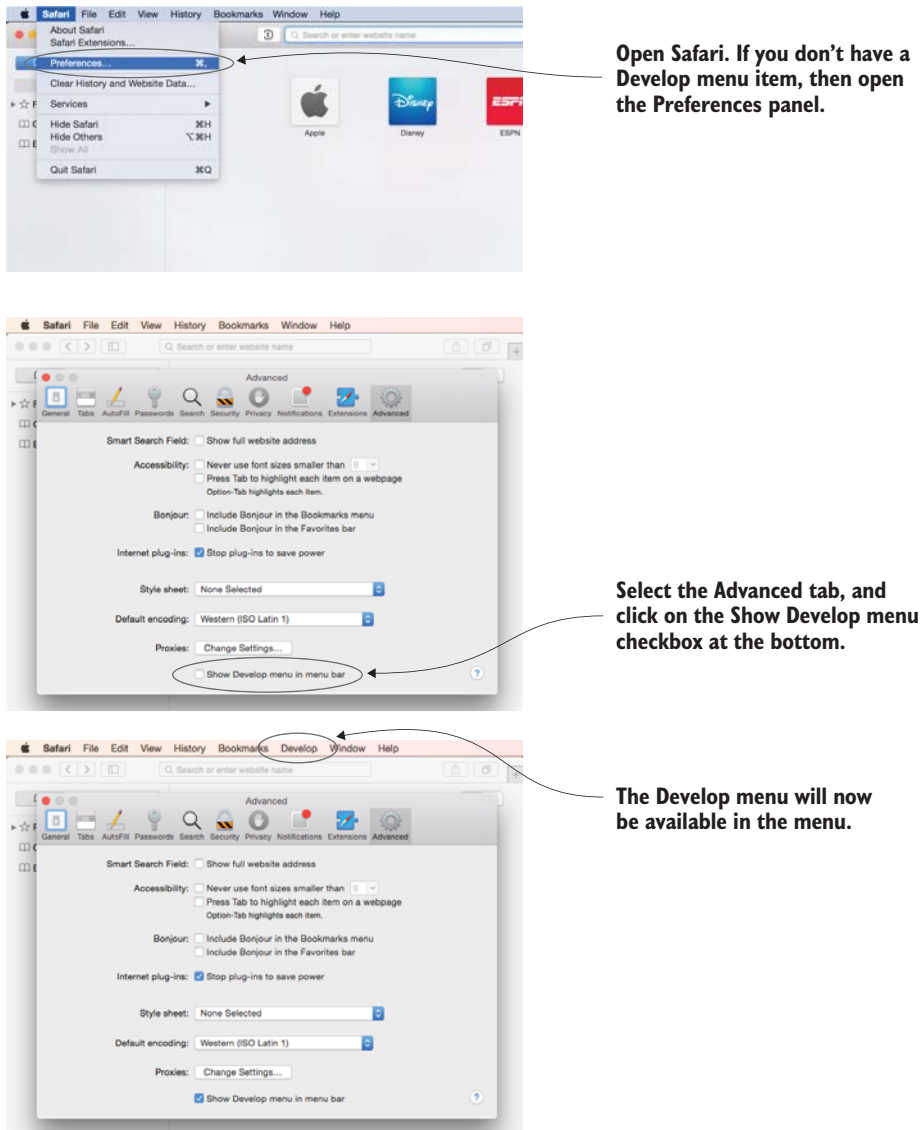 Safari File Edit View History Bookmarks Window Help
About Safari
Safari Extensions...
Preferences... ⌘,
Clear History and Website Data...
Services
Hide Safari ⌘H
Hide Others ⌥⌘H
Show All
Quit Safari ⌘Q
Search or enter website name
Apple
Disney
Disney
ESPN
Open Safari. If you don’t have a
Develop menu item, then open
the Preferences panel.
Safari File Edit View History Bookmarks Window Help
Search or enter website name
Advanced
General Tabs AutoFill Passwords Search Security Privacy Notifications Extensions Advanced
Smart Search Field: Show full website address
Accessibility: Never use font sizes smaller than 9
Press Tab to highlight each item on a webpage
Option-Tab highlights each item.
Bonjour: Include Bonjour in the Bookmarks menu
Include Bonjour in the Favorites bar
Internet plug-ins: Stop plug-ins to save power
Style sheet: None Selected
Default encoding: Western (ISO Latin 1)
Proxies: Change Settings...
Show Develop menu in menu bar
?
Select the Advanced tab, and
click on the Show Develop menu
checkbox at the bottom.
Safari File Edit View History Bookmarks Develop Window Help
Search or enter website name
Advanced
General Tabs AutoFill Passwords Search Security Privacy Notifications Extensions Advanced
Smart Search Field: Show full website address
Accessibility: Never use font sizes smaller than 9
Press Tab to highlight each item on a webpage
Option-Tab highlights each item.
Bonjour: Include Bonjour in the Bookmarks menu
Include Bonjour in the Favorites bar
Internet plug-ins: Stop plug-ins to save power
Style sheet: None Selected
Default encoding: Western (ISO Latin 1)
Proxies: Change Settings...
Show Develop menu in menu bar
?
The Develop menu will now
be available in the menu.